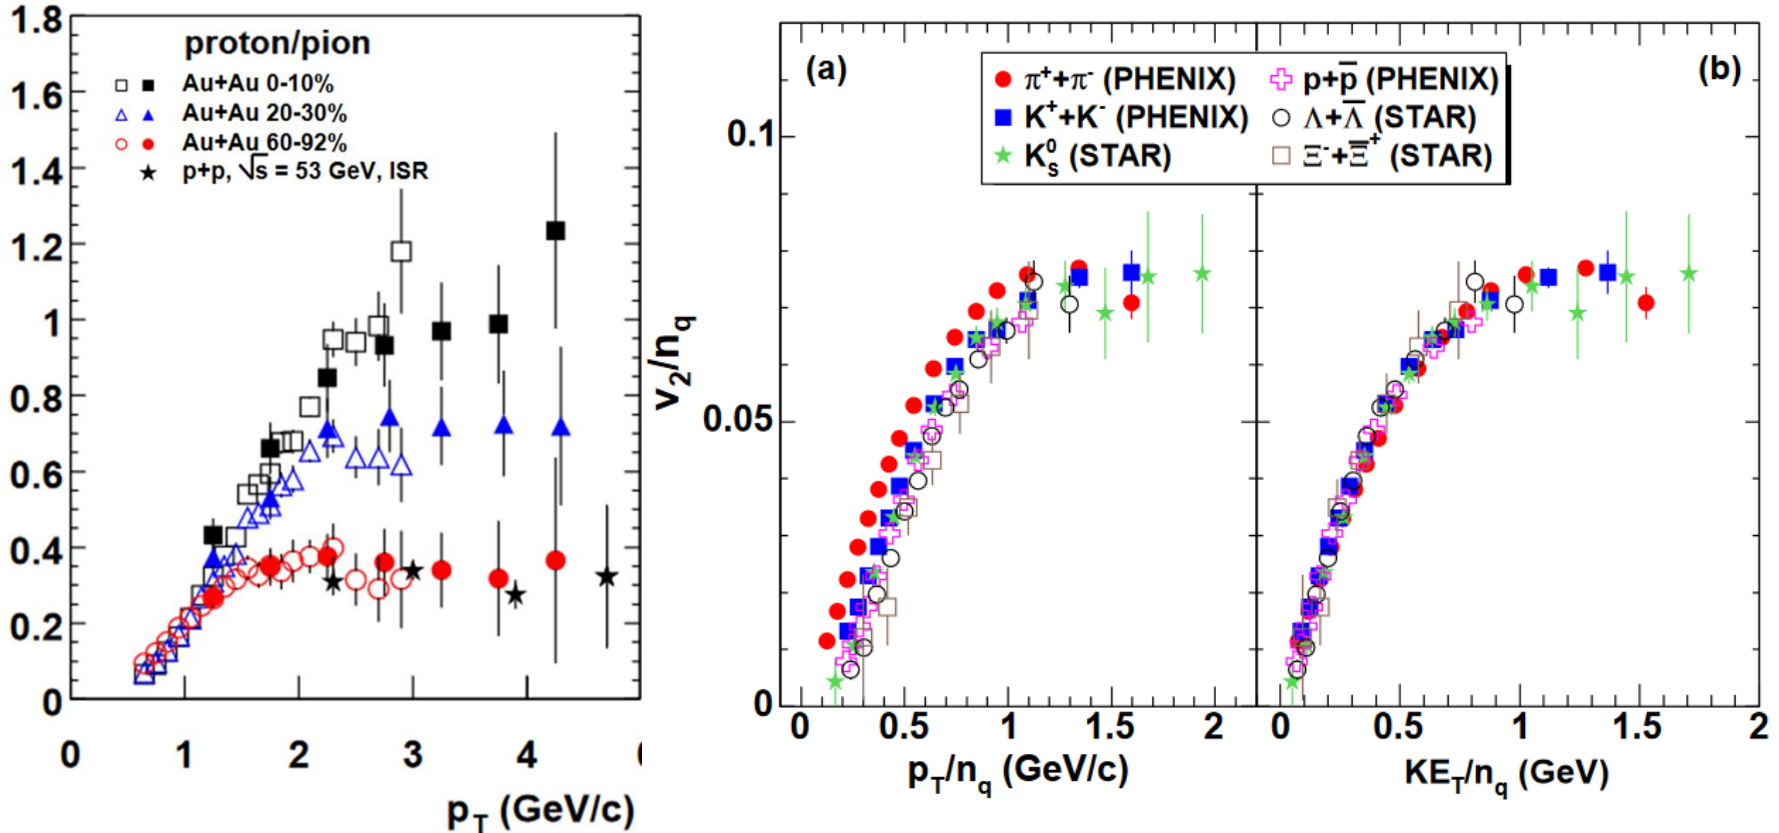 proton/pion
Au+Au 0-10%
Au+Au 20-30%
Au+Au 60-92%
p+p, √s = 53 GeV, ISR
1.8
1.6
1.4
1.2
1
0.8
0.6
0.4
0.2
0
0 1 2 3 4
p_T (GeV/c)
(a)
(b)
π⁺+π⁻ (PHENIX)
K⁺+K⁻ (PHENIX)
K⁰_s (STAR)
p+p̅ (PHENIX)
Λ+Λ̅ (STAR)
Ξ⁻+Ξ̅⁺ (STAR)
v₂/n_q
0.1
0.05
0
0 0.5 1 1.5 2
p_T/n_q (GeV/c)
0 0.5 1 1.5 2
KE_T/n_q (GeV)